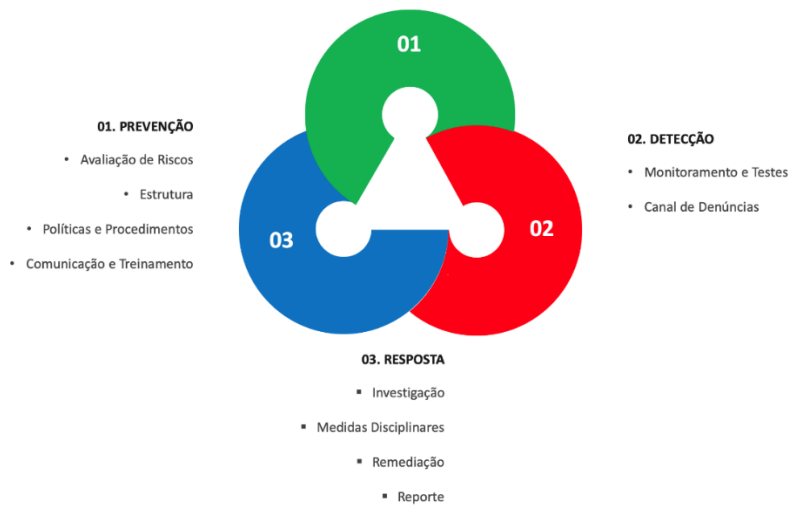 01
02
03
01. PREVENÇÃO
• Avaliação de Riscos
• Estrutura
• Políticas e Procedimentos
• Comunicação e Treinamento
02. DETECÇÃO
• Monitoramento e Testes
• Canal de Denúncias
03. RESPOSTA
▪ Investigação
▪ Medidas Disciplinares
▪ Remediação
▪ Reporte